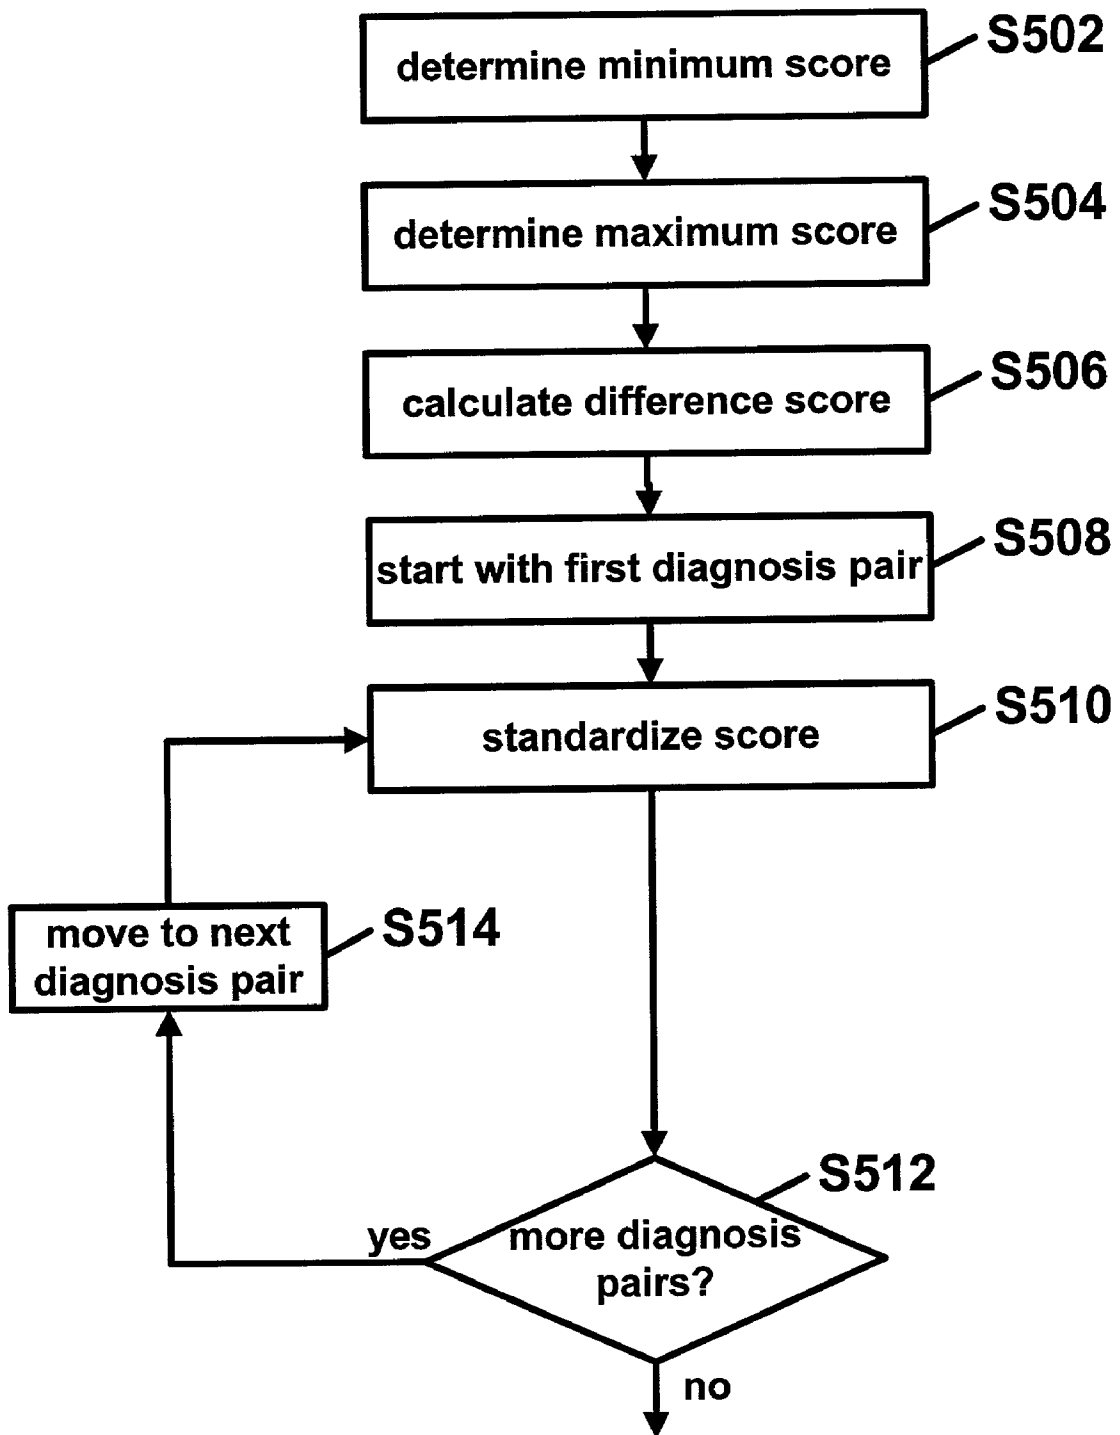 determine minimum score
S502
determine maximum score
S504
calculate difference score
S506
start with first diagnosis pair
S508
standardize score
S510
move to next
diagnosis pair
S514
S512
more diagnosis
pairs?
yes
no